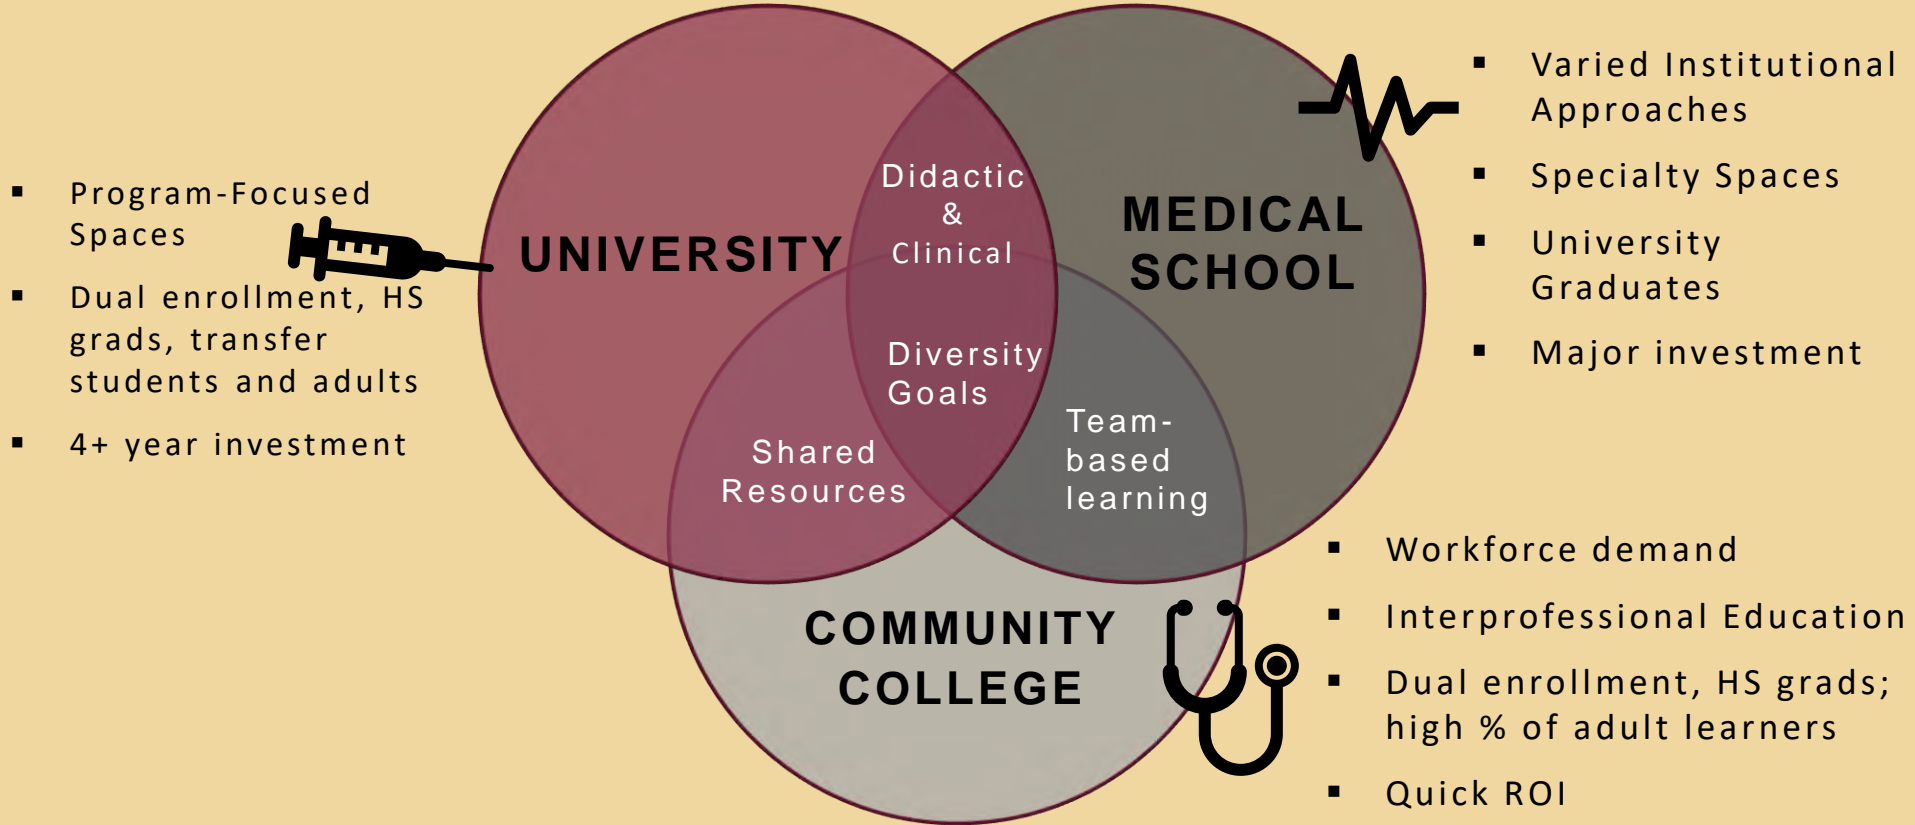 ▪ Program-Focused
Spaces
▪ Dual enrollment, HS
grads, transfer
students and adults
▪ 4+ year investment
UNIVERSITY
Didactic
&
Clinical
Diversity
Goals
Shared
Resources
Team-
based
learning
MEDICAL
SCHOOL
▪ Varied Institutional
Approaches
▪ Specialty Spaces
▪ University
Graduates
▪ Major investment
COMMUNITY
COLLEGE
▪ Workforce demand
▪ Interprofessional Education
▪ Dual enrollment, HS grads;
high % of adult learners
▪ Quick ROI